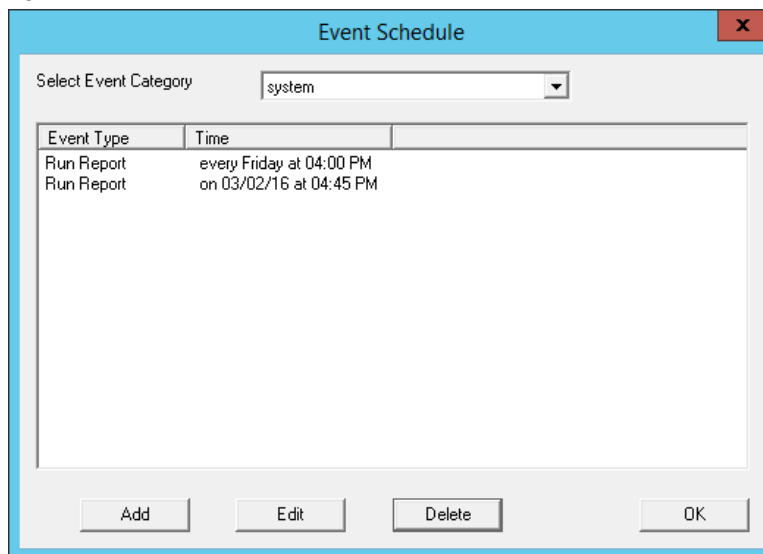 Event Schedule
x
Select Event Category system
Event Type Time
Run Report every Friday at 04:00 PM
Run Report on 03/02/16 at 04:45 PM
Add Edit Delete OK